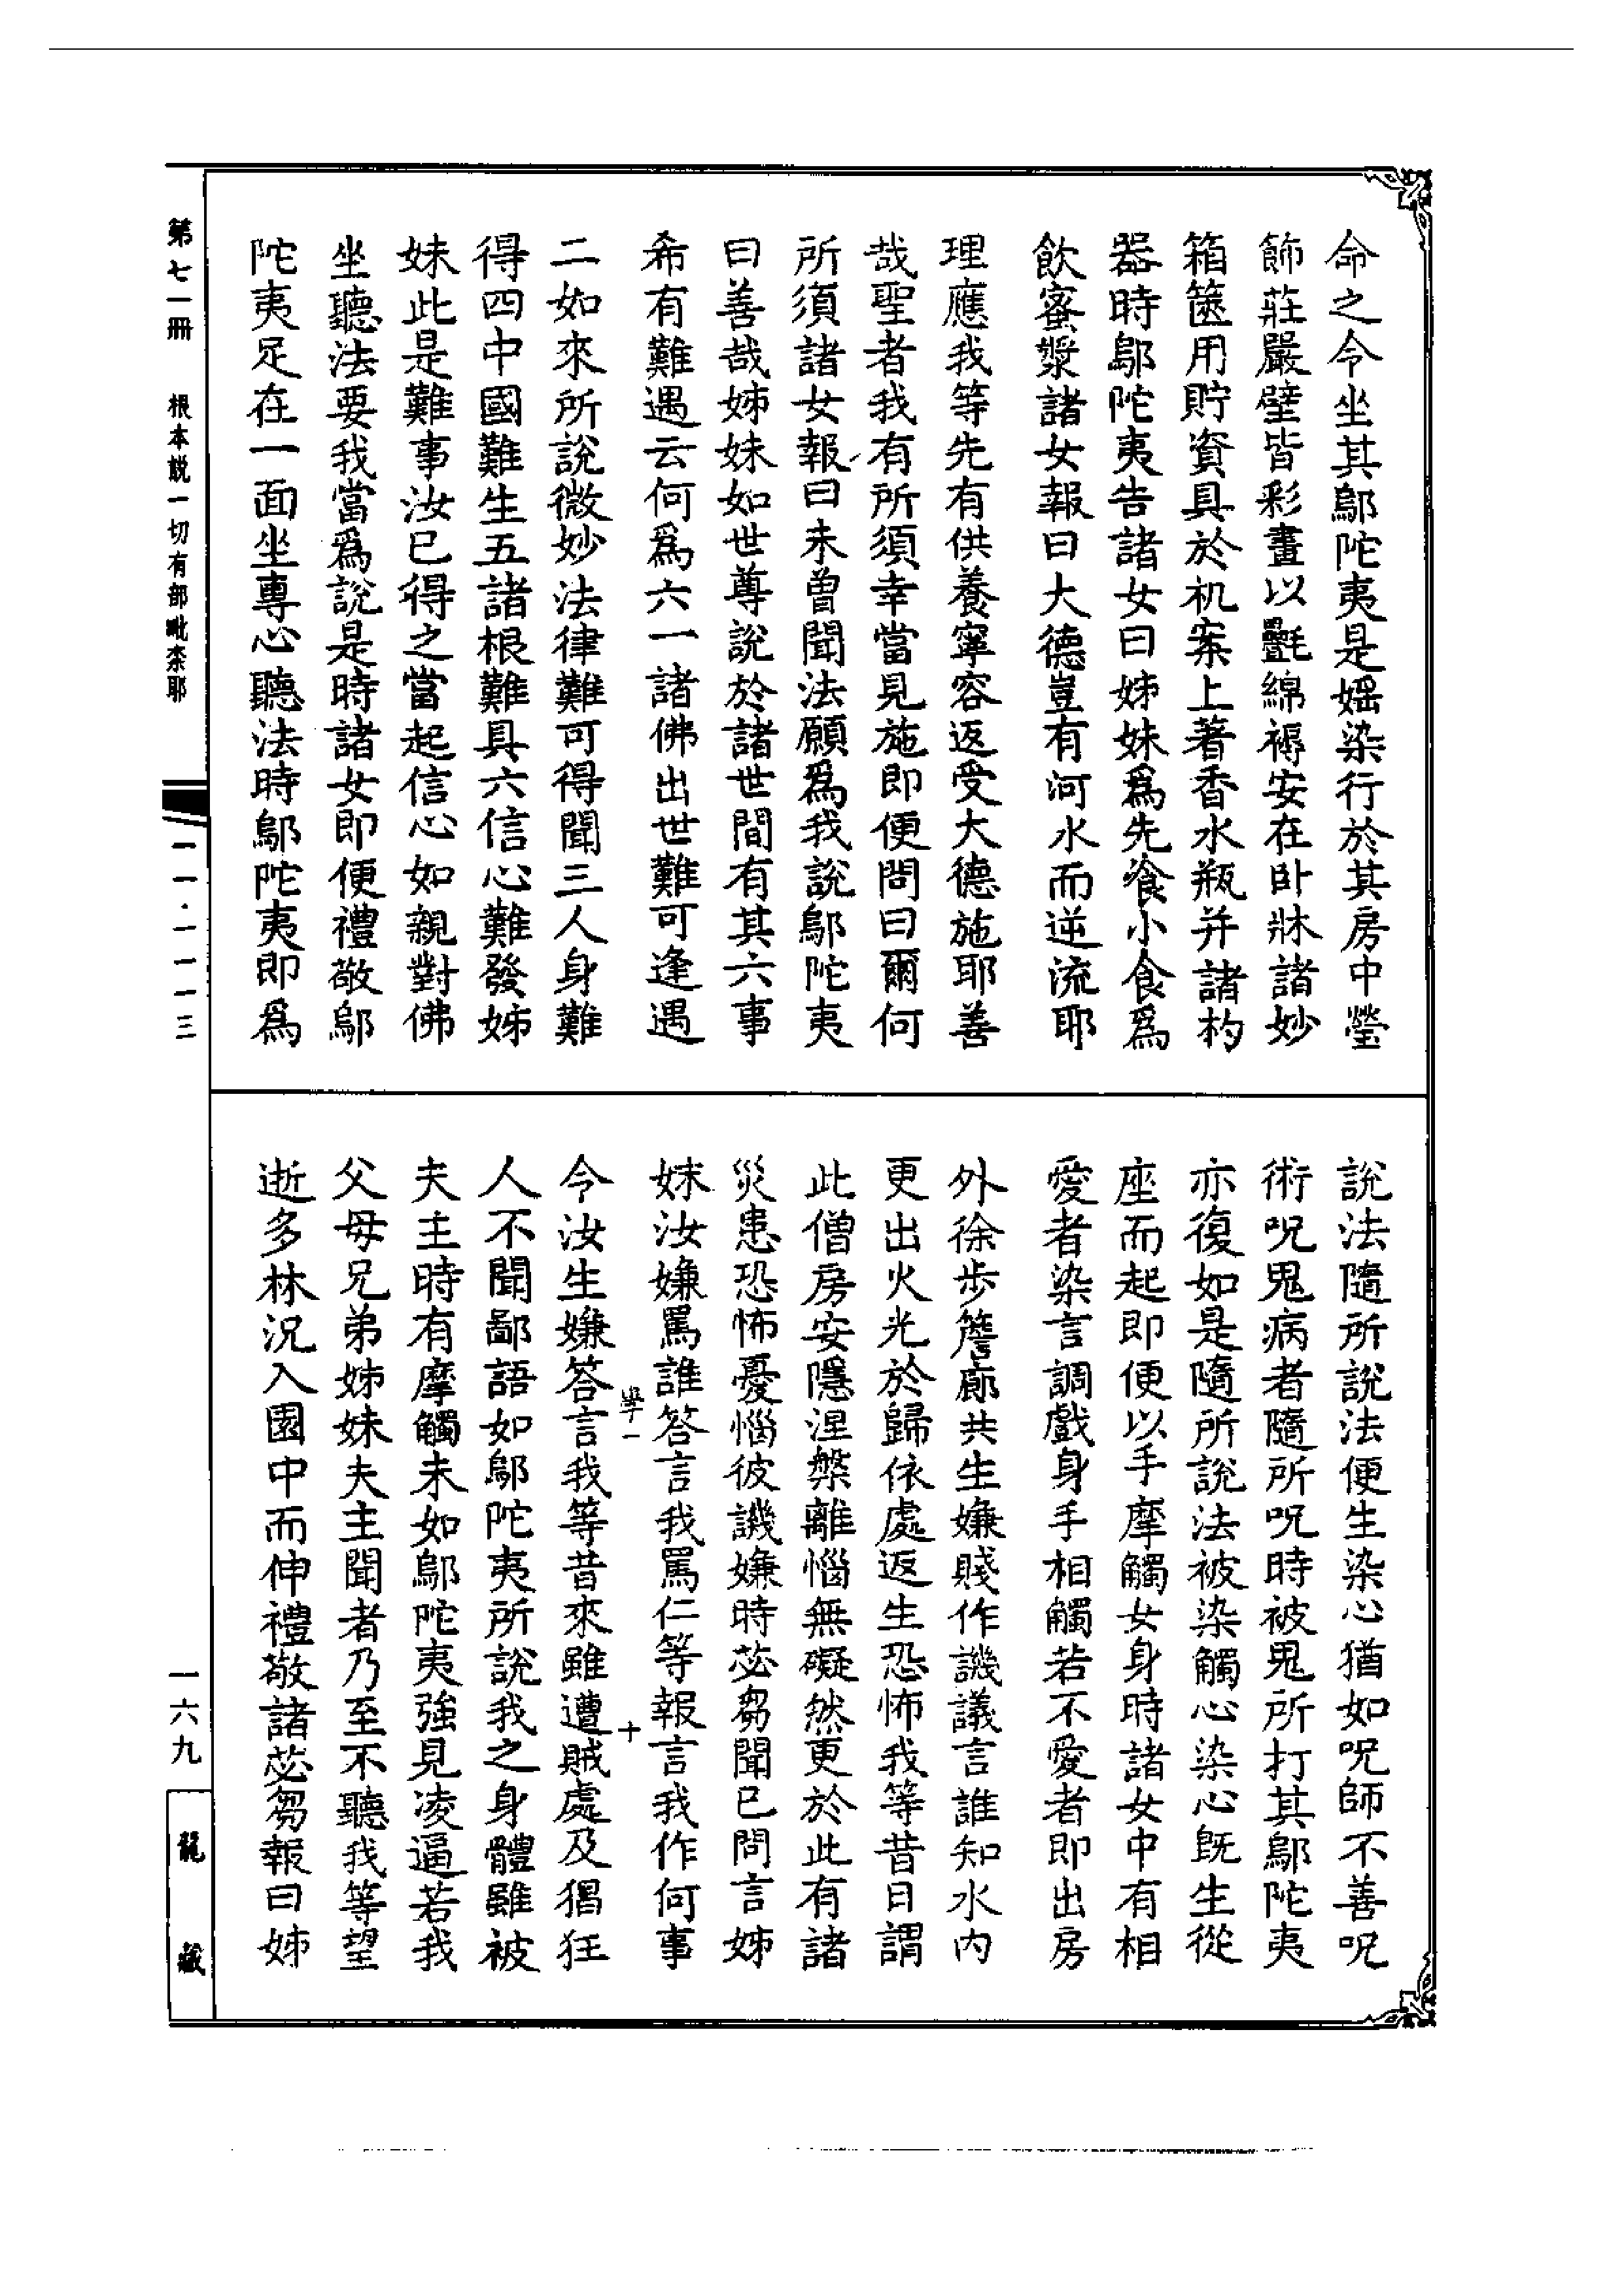 命之令坐其鄔陀夷是婬染行於其房中瑩
飾莊嚴壁皆彩畫以㲲綿褥安在卧牀諸妙
箱篋用貯資具於机案上著香水瓶并諸杓
器時鄔陀夷告諸女曰姊妹爲先飡小食爲
飲蜜漿諸女報曰大德豈有河水而逆流耶
理應我等先有供養寧容返受大德施耶善
哉聖者我有所須幸當見施即便問曰爾何
所須諸女報曰未曾聞法願爲我說鄔陀夷
曰善哉姊妹如世尊說於諸世間有其六事
希有難遇云何爲六一諸佛出世難可逢遇
二如來所說微妙法律難可得聞三人身難
得四中國難生五諸根難具六信心難發姊
妹此是難事汝已得之當起信心如親對佛
坐聽法要我當爲說是時諸女即便禮敬鄔
陀夷足在一面坐專心聽法時鄔陀夷即爲
說法隨所說法便生染心猶如呪師不善呪
術呪鬼病者隨所呪時被鬼所打其鄔陀夷
亦復如是隨所說法被染觸心染心旣生從
座而起即便以手摩觸女身時諸女中有相
愛者染言調戲身手相觸若不愛者即出房
外徐步簷廊共生嫌賤作譏議言誰知水內
更出火光於歸依處返生恐怖我等昔日謂
此僧房安隱涅槃離惱無礙然更於此有諸
災患恐怖憂惱彼譏嫌時苾芻聞已問言姊
妹汝嫌罵誰答言我罵仁等報言我作何事
令汝生嫌答言我等昔來雖遭賊處及猖狂
人不聞鄙語如鄔陀夷所說我之身體雖被
夫主時有摩觸未如鄔陀夷強見凌逼若我
父母兄弟姊妹夫主聞者乃至不聽我等望
逝多林況入園中而伸禮敬諸苾芻報曰姊
學一
十
第七一冊 根本説一切有部毗柰耶
一一·一一一三
一六九
龍藏